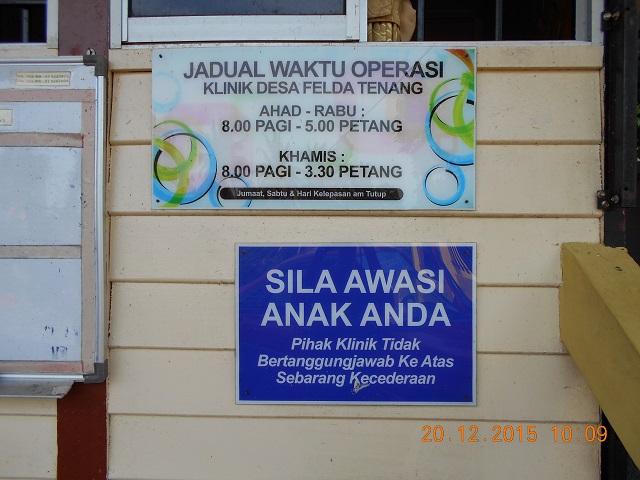 JADUAL WAKTU OPERASI
KLINIK DESA FELDA TENANG
AHAD - RABU :
8.00 PAGI - 5.00 PETANG
KHAMIS :
8.00 PAGI - 3.30 PETANG
Jumaat, Sabtu & Hari Kelepasan am Tutup
SILA AWASI
ANAK ANDA
Pihak Klinik Tidak
Bertanggungjawab Ke Atas
Sebarang Kecederaan
20.12.2015 10:09